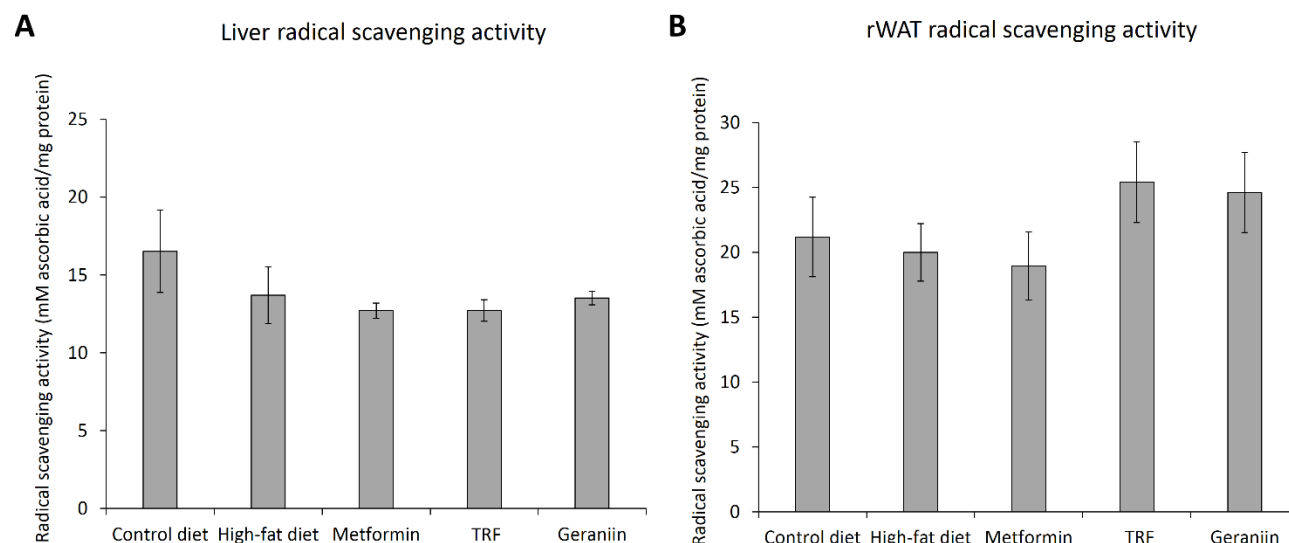 A
Liver radical scavenging activity
Radical scavenging activity (mM ascorbic acid/mg protein)
25
20
15
10
5
0
Control diet High-fat diet Metformin TRF Geraniin
B
rWAT radical scavenging activity
Radical scavenging activity (mM ascorbic acid/mg protein)
30
25
20
15
10
5
0
Control diet High-fat diet Metformin TRF Geraniin